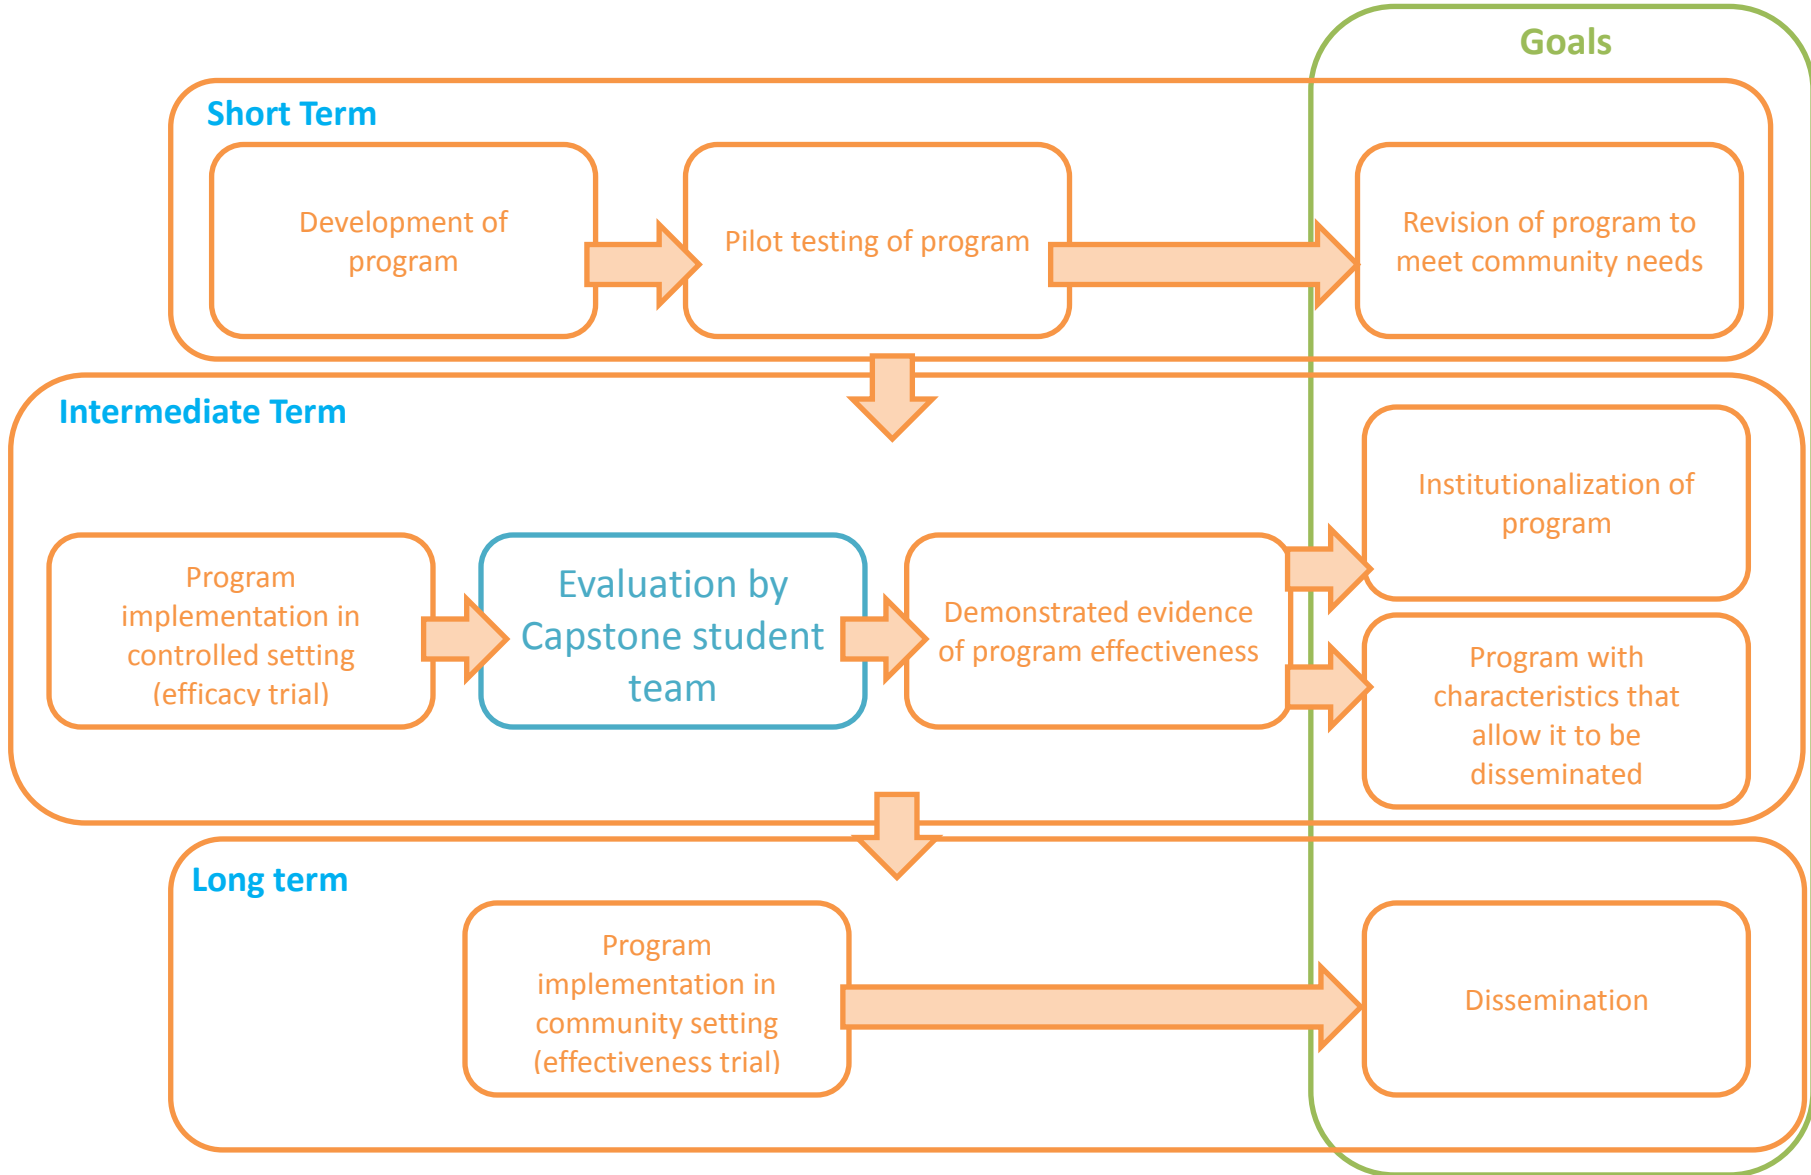 Goals
Short Term
Development of
program
Pilot testing of program
Revision of program to
meet community needs
Intermediate Term
Program
implementation in
controlled setting
(efficacy trial)
Evaluation by
Capstone student
team
Demonstrated evidence
of program effectiveness
Institutionalization of
program
Program with
characteristics that
allow it to be
disseminated
Long term
Program
implementation in
community setting
(effectiveness trial)
Dissemination